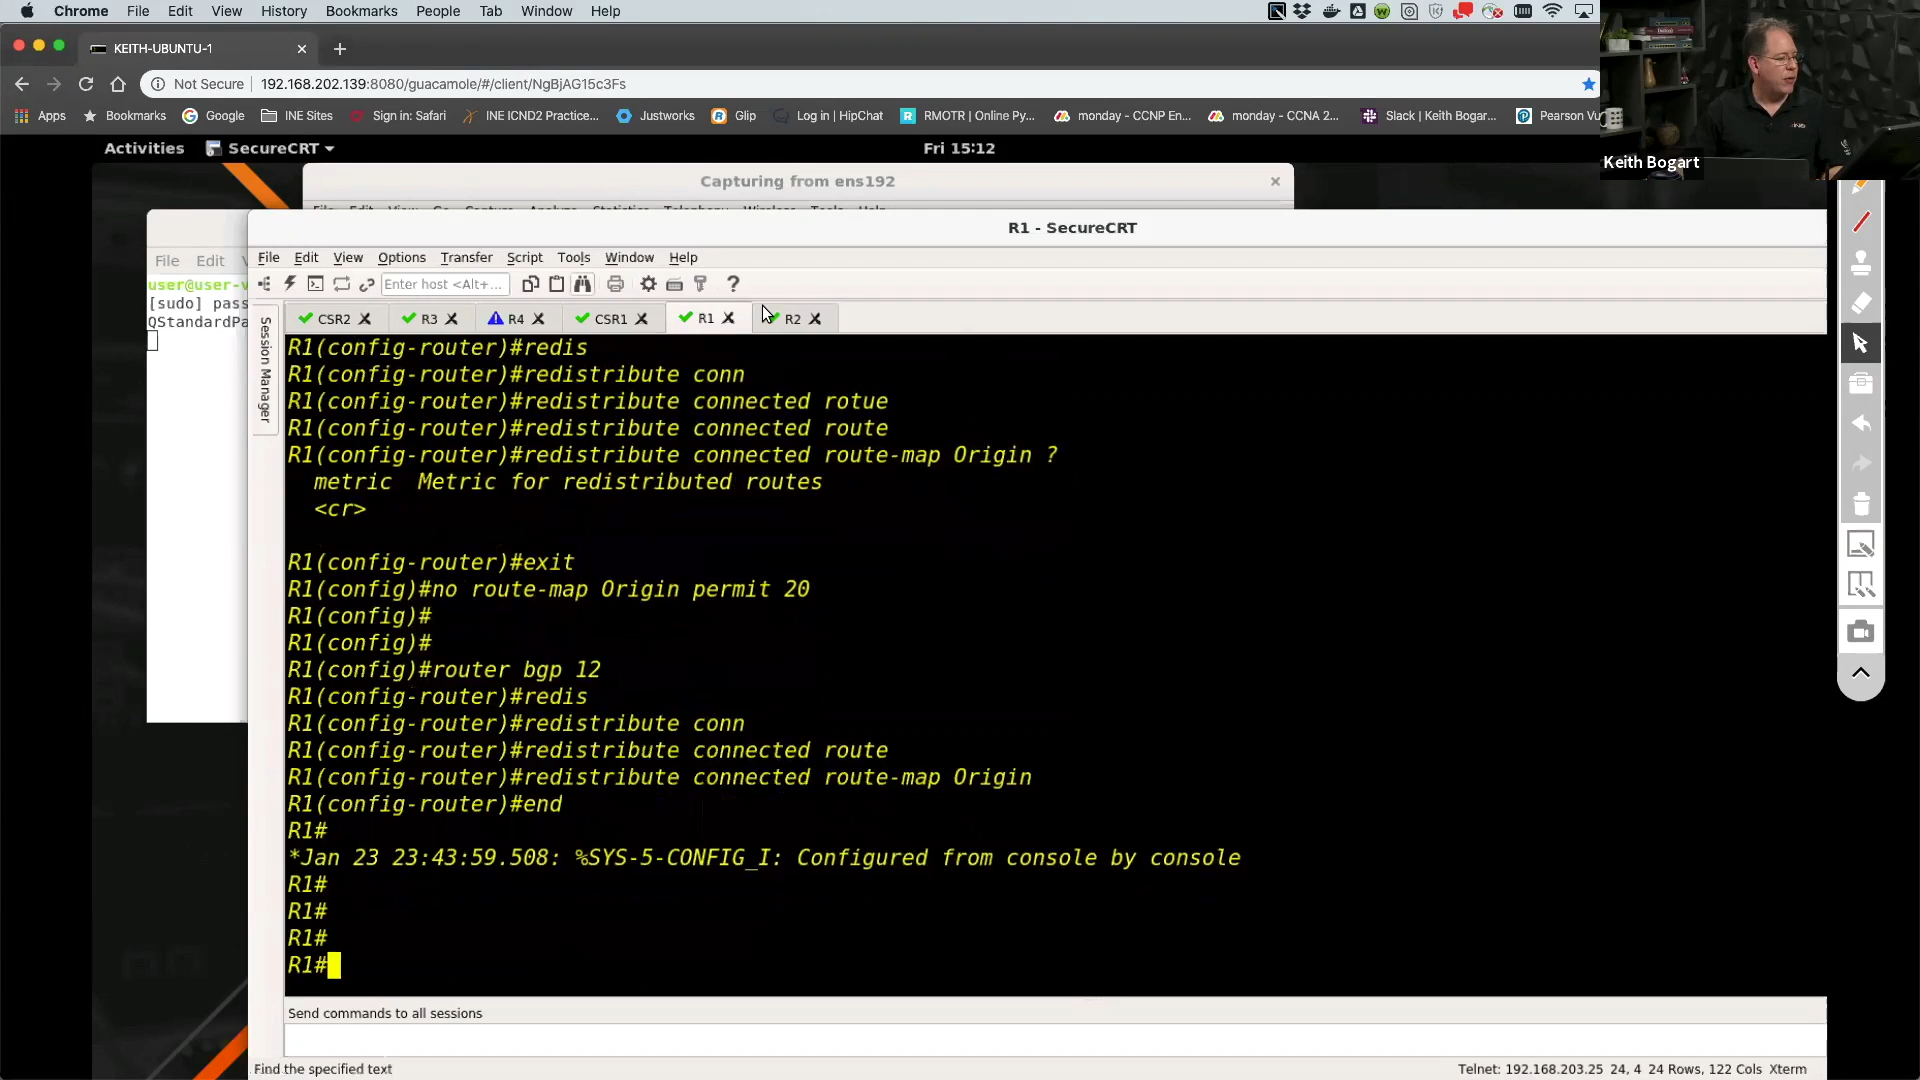 Chrome File Edit View History Bookmarks People Tab Window Help
KEITH-UBUNTU-1
Not Secure 192.168.202.139:8080/guacamole/#/client/NgBjAG15c3Fs
Apps Bookmarks Google INE Sites Sign in: Safari INE ICND2 Practice... Justworks Glip Log in | HipChat RMOTR | Online Py... monday - CCNP En... monday - CCNA 2... Slack | Keith Bogar... Pearson Vu
Keith Bogart
Activities SecureCRT Fri 15:12
Capturing from ens192
R1 - SecureCRT
File Edit
user@user-v
[sudo] pass
QStandardPa
File Edit View Options Transfer Script Tools Window Help
Enter host <Alt+...
CSR2 R3 R4 CSR1 R1 R2
Session Manager
R1(config-router)#redis
R1(config-router)#redistribute conn
R1(config-router)#redistribute connected rotue
R1(config-router)#redistribute connected route
R1(config-router)#redistribute connected route-map Origin ?
metric Metric for redistributed routes
<cr>
R1(config-router)#exit
R1(config)#no route-map Origin permit 20
R1(config)#
R1(config)#
R1(config)#router bgp 12
R1(config-router)#redis
R1(config-router)#redistribute conn
R1(config-router)#redistribute connected route
R1(config-router)#redistribute connected route-map Origin
R1(config-router)#end
R1#
*Jan 23 23:43:59.508: %SYS-5-CONFIG_I: Configured from console by console
R1#
R1#
R1#
R1#
Send commands to all sessions
Find the specified text
Telnet: 192.168.203.25 24, 4 24 Rows, 122 Cols Xterm